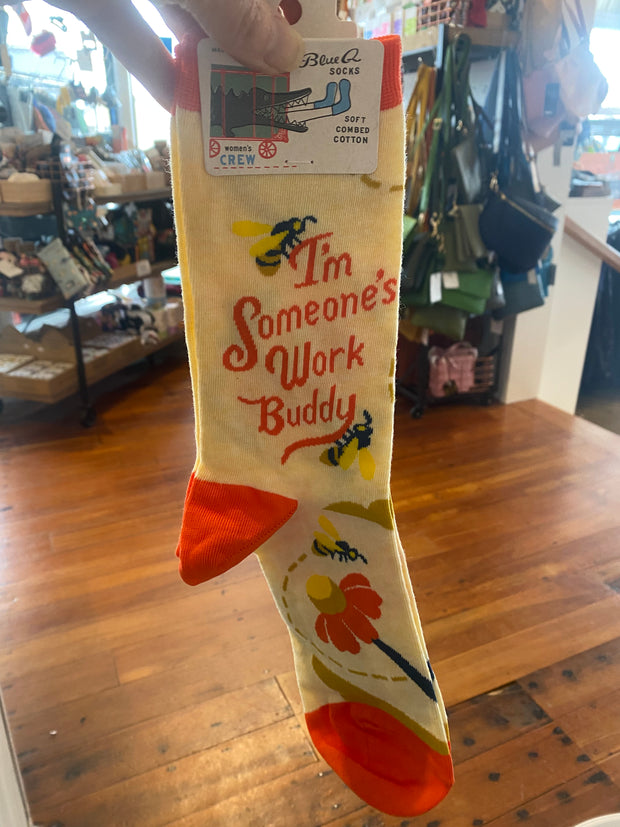 Blue Q
SOCKS
SOFT
COMBED
COTTON
women's
CREW
I'm
Someone's
Work
Buddy